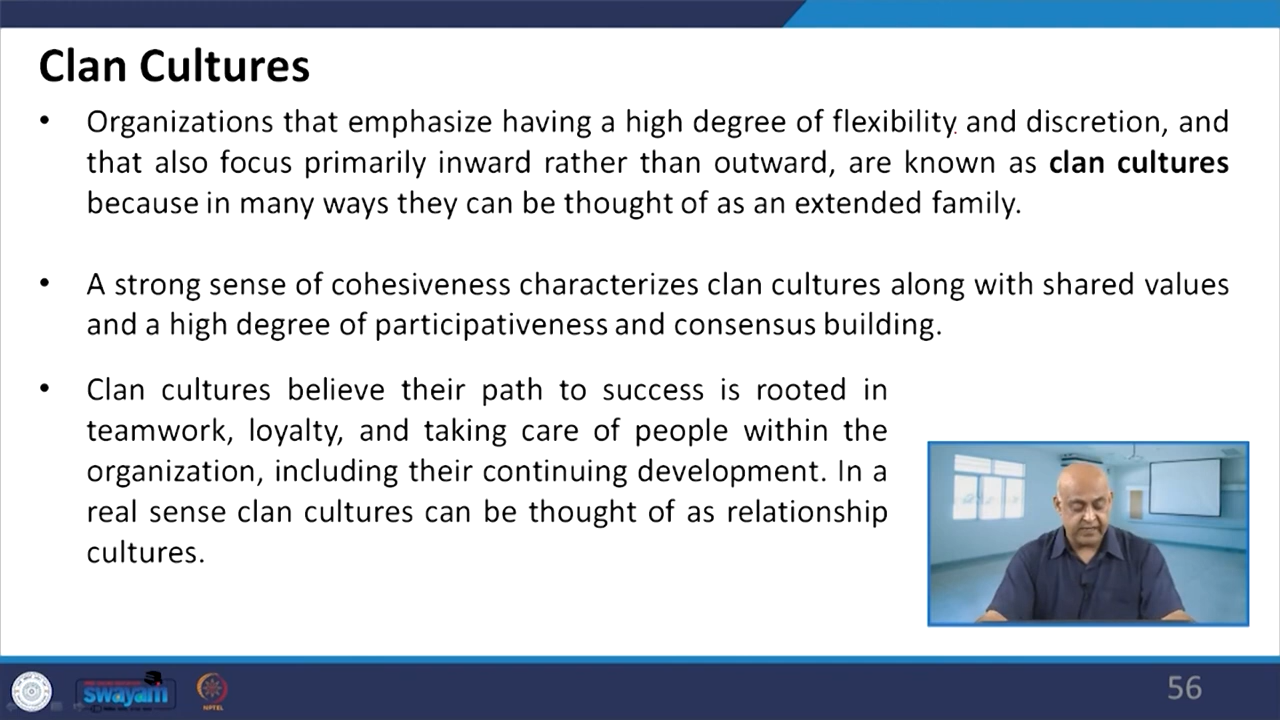 Clan Cultures
• Organizations that emphasize having a high degree of flexibility and discretion, and
that also focus primarily inward rather than outward, are known as clan cultures
because in many ways they can be thought of as an extended family.
• A strong sense of cohesiveness characterizes clan cultures along with shared values
and a high degree of participativeness and consensus building.
• Clan cultures believe their path to success is rooted in
teamwork, loyalty, and taking care of people within the
organization, including their continuing development. In a
real sense clan cultures can be thought of as relationship
cultures.
swayam
NPTEL
56